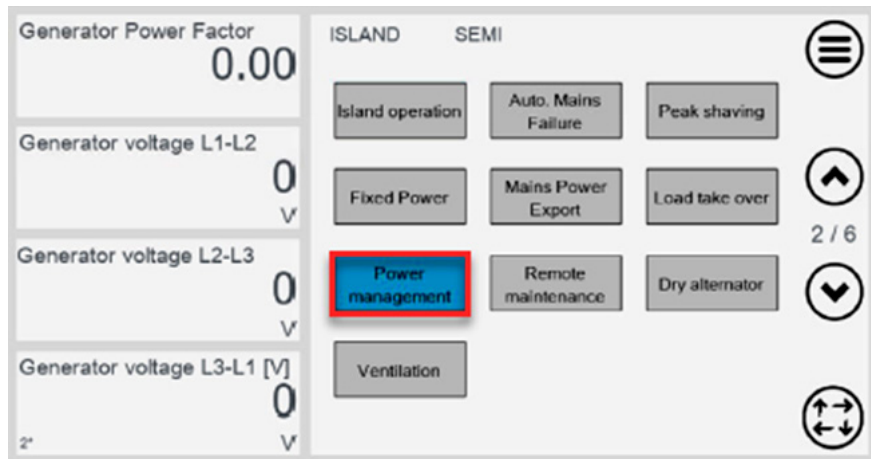 Generator Power Factor
0.00
Generator voltage L1-L2
0
V
Generator voltage L2-L3
0
V
Generator voltage L3-L1 [V]
0
2*
V
ISLAND SEMI
Island operation
Auto. Mains
Failure
Peak shaving
Fixed Power
Mains Power
Export
Load take over
Power
management
Remote
maintenance
Dry alternator
Ventilation
2 / 6